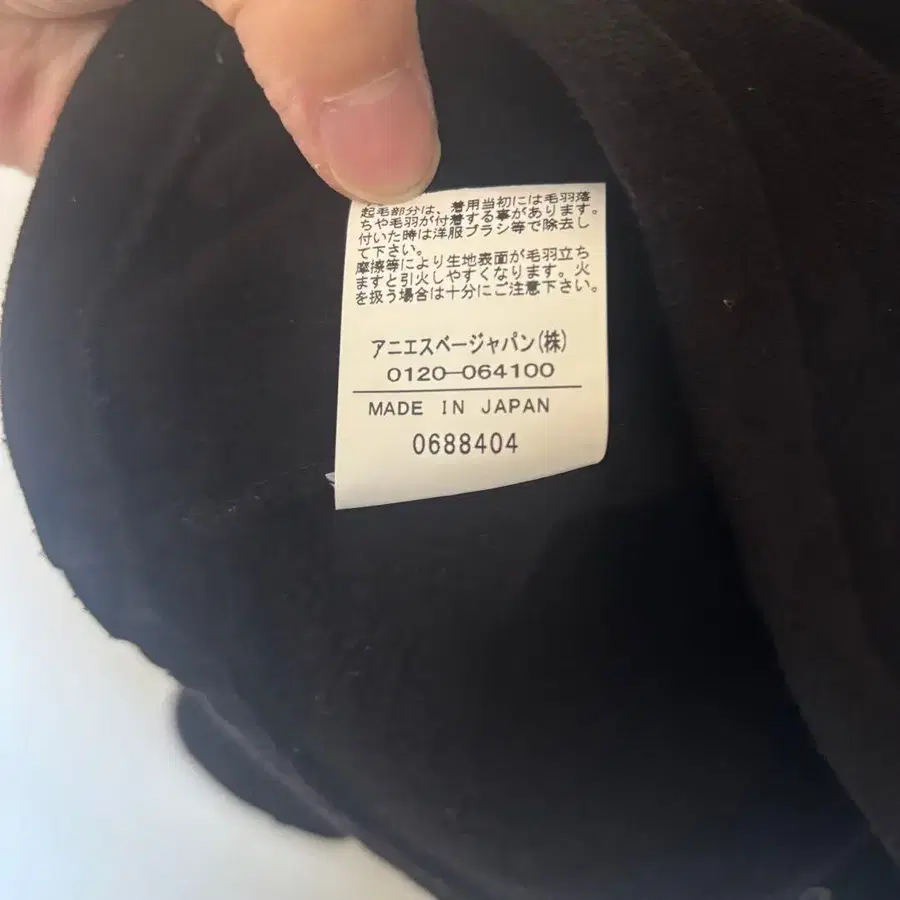 起毛部分は、着用当初には毛羽落
ちや毛羽が付着する事があります。
付いた時は洋服ブラシ等で除去し
て下さい。
摩擦等により生地表面が毛羽立ち
ますと引火しやすくなります。火
を扱う場合は十分にご注意下さい。
アニエスベージャパン(株)
0120-064100
MADE IN JAPAN
0688404